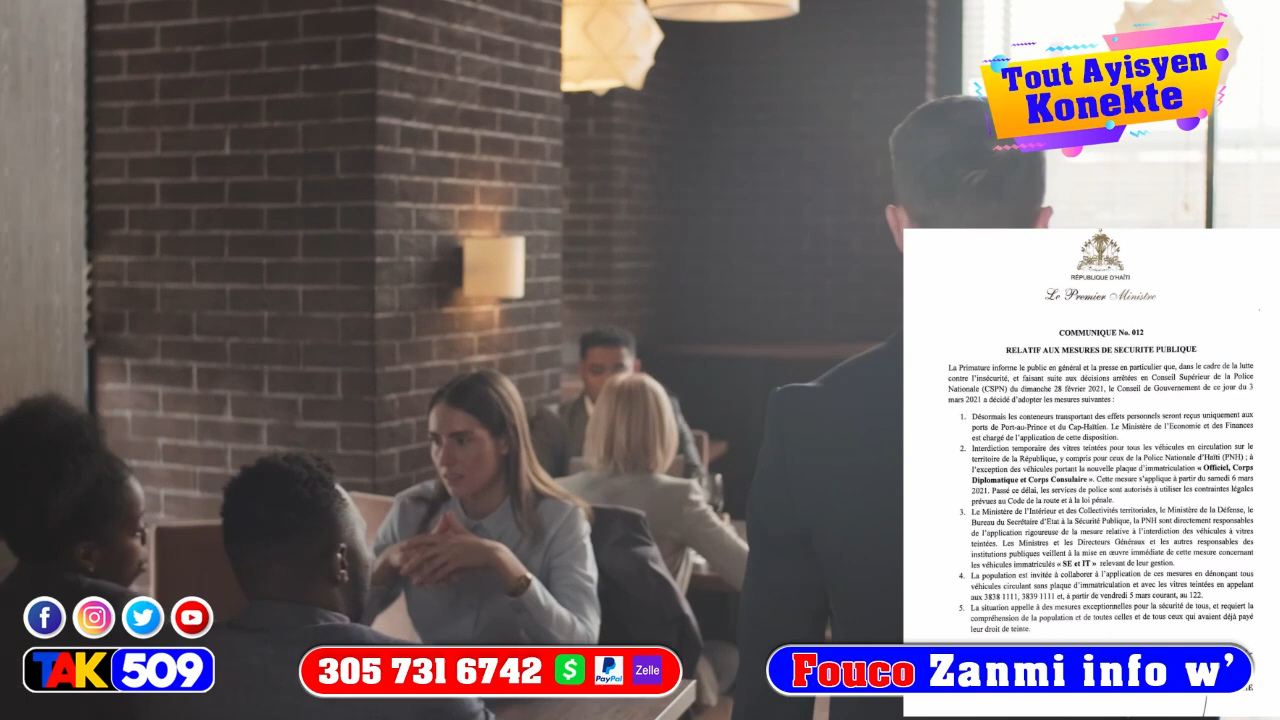 Tout Ayisyen
Konekte
RÉPUBLIQUE D'HAÏTI
Le Premier Ministre
COMMUNIQUE No. 012
RELATIF AUX MESURES DE SECURITE PUBLIQUE
La Primature informe le public en général et la presse en particulier que, dans le cadre de la lutte
contre l'insécurité, et faisant suite aux décisions arrêtées en Conseil Supérieur de la Police
Nationale (CSPN) du dimanche 28 février 2021, le Conseil de Gouvernement de ce jour du 3
mars 2021 a décidé d'adopter les mesures suivantes :
1. Désormais les conteneurs transportant des effets personnels seront reçus uniquement aux
ports de Port-au-Prince et du Cap-Haïtien. Le Ministère de l'Economie et des Finances
est chargé de l'application de cette disposition.
2. Interdiction temporaire des vitres teintées pour tous les véhicules en circulation sur le
territoire de la République, y compris pour ceux de la Police Nationale d'Haïti (PNH) ; à
l'exception des véhicules portant la nouvelle plaque d'immatriculation « Officiel, Corps
Diplomatique et Corps Consulaire ». Cette mesure s'applique à partir du samedi 6 mars
2021. Passé ce délai, les services de police sont autorisés à utiliser les contraintes légales
prévues au Code de la route et à la loi pénale.
3. Le Ministère de l'Intérieur et des Collectivités territoriales, le Ministère de la Défense, le
Bureau du Secrétaire d'Etat à la Sécurité Publique, la PNH sont directement responsables
de l'application rigoureuse de la mesure relative à l'interdiction des véhicules à vitres
teintées. Les Ministres et les Directeurs Généraux et les autres responsables des
institutions publiques veillent à la mise en œuvre immédiate de cette mesure concernant
les véhicules immatriculés « SE et IT » relevant de leur gestion.
4. La population est invitée à collaborer à l'application de ces mesures en dénonçant tous
véhicules circulant sans plaque d'immatriculation et avec les vitres teintées en appelant
aux 3838 1111, 3839 1111 et, à partir de vendredi 5 mars courant, au 122.
5. La situation appelle à des mesures exceptionnelles pour la sécurité de tous, et requiert la
compréhension de la population et de toutes celles et de tous ceux qui avaient déjà payé
leur droit de teinte.
TAK 509
305 731 6742
$
PayPal
Zelle
Fouco Zanmi info w'